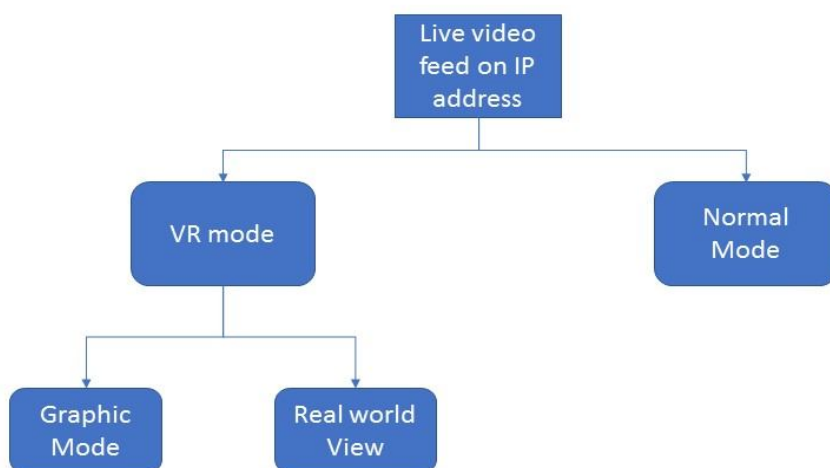 Live video
feed on IP
address
VR mode
Normal
Mode
Graphic
Mode
Real world
View